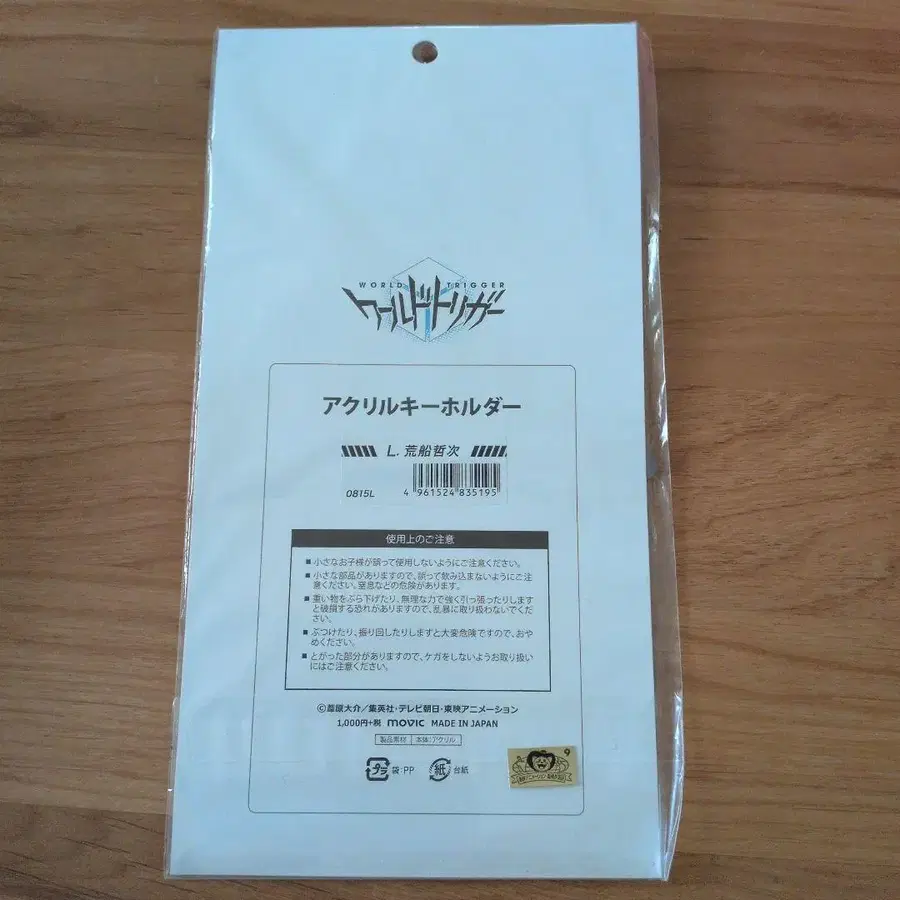 WORLD TRIGGER
ワールドトリガー
アクリルキーホルダー
L. 荒船哲次
0815L
4 961524 835195
使用上のご注意
■ 小さなお子様が誤って使用しないようにご注意ください。
■ 小さな部品がありますので、誤って飲み込まないようにご注
意ください。窒息などの危険があります。
■ 重い物をぶら下げたり、無理な力で強く引っ張ったりします
と破損する恐れがありますので、乱暴に取り扱わないでくだ
さい。
■ ぶつけたり、振り回したりしますと大変危険ですので、おや
めください。
■ とがった部分がありますので、ケガをしないようお取り扱い
にはご注意ください。
©葦原大介／集英社・テレビ朝日・東映アニメーション
1,000円+税 movic MADE IN JAPAN
製品素材 本体：アクリル
プラ 袋：PP 紙 台紙
9